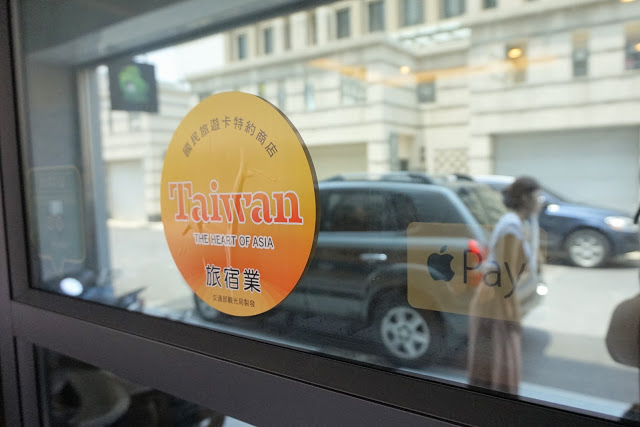 國民旅遊卡特約商店
Taiwan
THE HEART OF ASIA
旅宿業
交通部觀光局製發
Pay